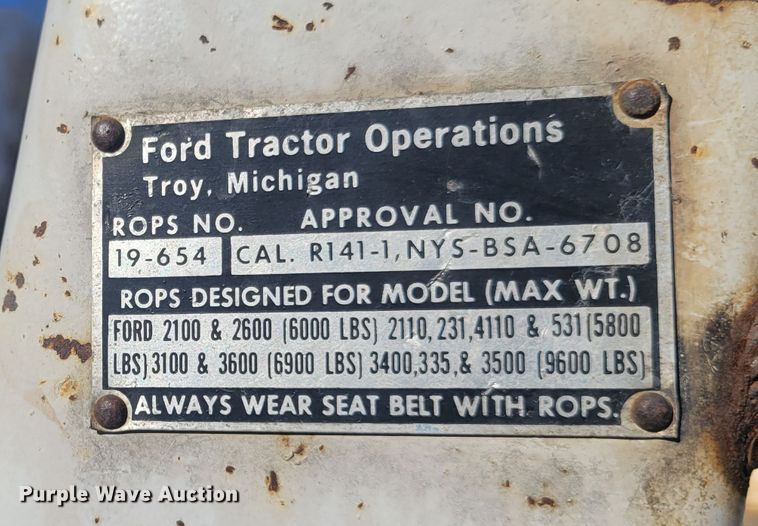 Ford Tractor Operations
Troy, Michigan
ROPS NO. APPROVAL NO.
19-654 CAL. R141-1, NYS-BSA-6708
ROPS DESIGNED FOR MODEL (MAX WT.)
FORD 2100 & 2600 (6000 LBS) 2110,231,4110 & 531(5800
LBS)3100 & 3600 (6900 LBS) 3400,335,& 3500 (9600 LBS)
ALWAYS WEAR SEAT BELT WITH ROPS.
Purple Wave Auction